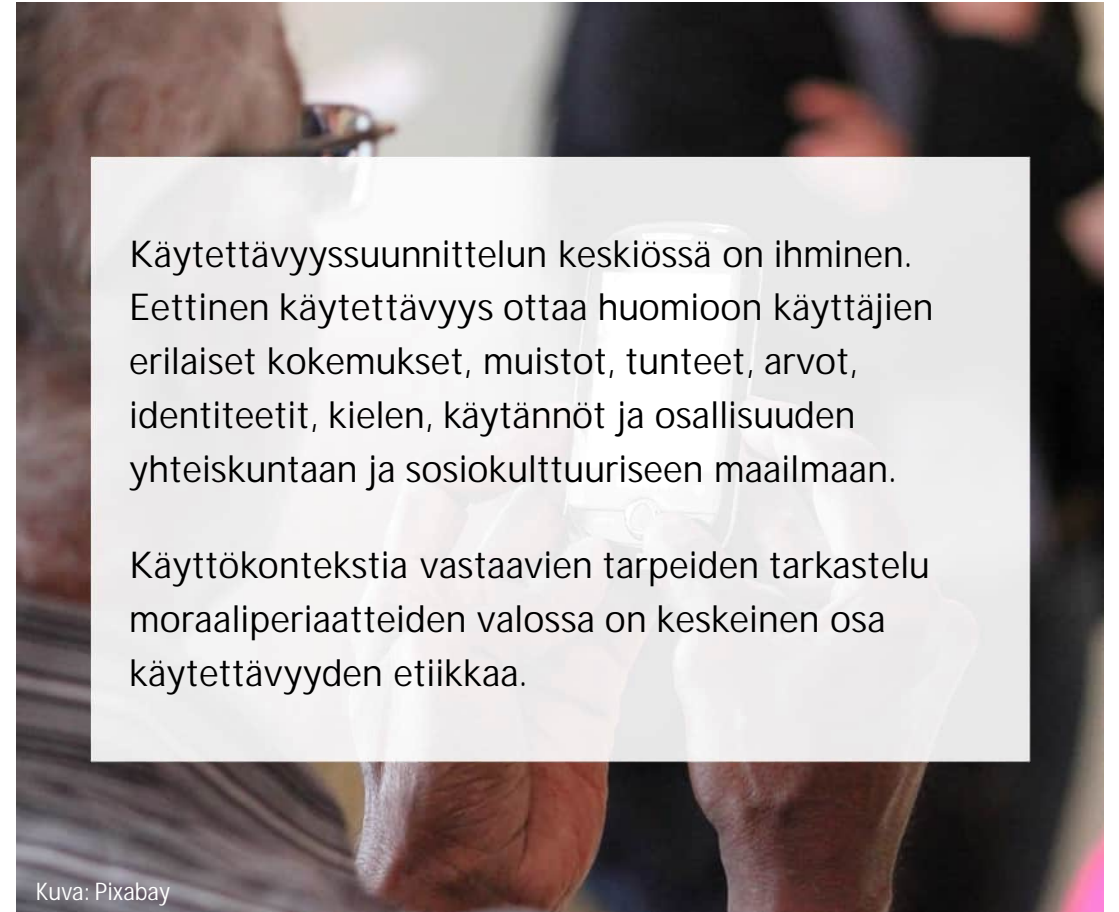 Käytettävyyssuunnittelun keskiössä on ihminen.
Eettinen käytettävyys ottaa huomioon käyttäjien
erilaiset kokemukset, muistot, tunteet, arvot,
identiteetit, kielen, käytännöt ja osallisuuden
yhteiskuntaan ja sosiokulttuuriseen maailmaan.
Käyttökontekstia vastaavien tarpeiden tarkastelu
moraaliperiaatteiden valossa on keskeinen osa
käytettävyyden etiikkaa.
Kuva: Pixabay